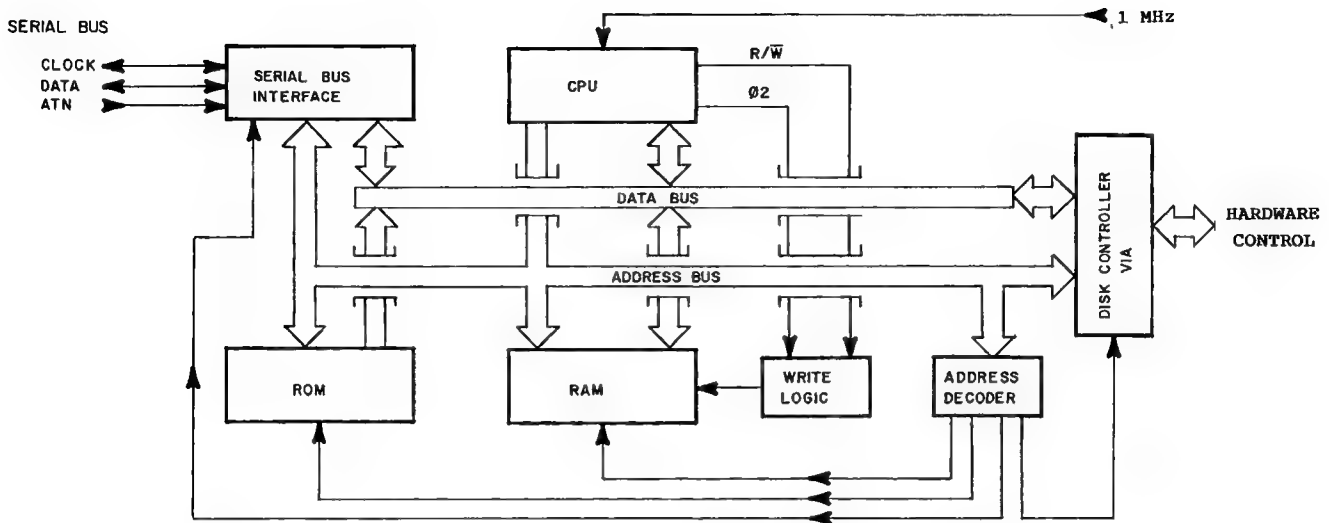 SERIAL BUS
CLOCK
DATA
ATN
SERIAL BUS
INTERFACE
CPU
1 MHz
R/W̅
Ø2
DATA BUS
ADDRESS BUS
DISK CONTROLLER
VIA
HARDWARE
CONTROL
ROM
RAM
WRITE
LOGIC
ADDRESS
DECODER